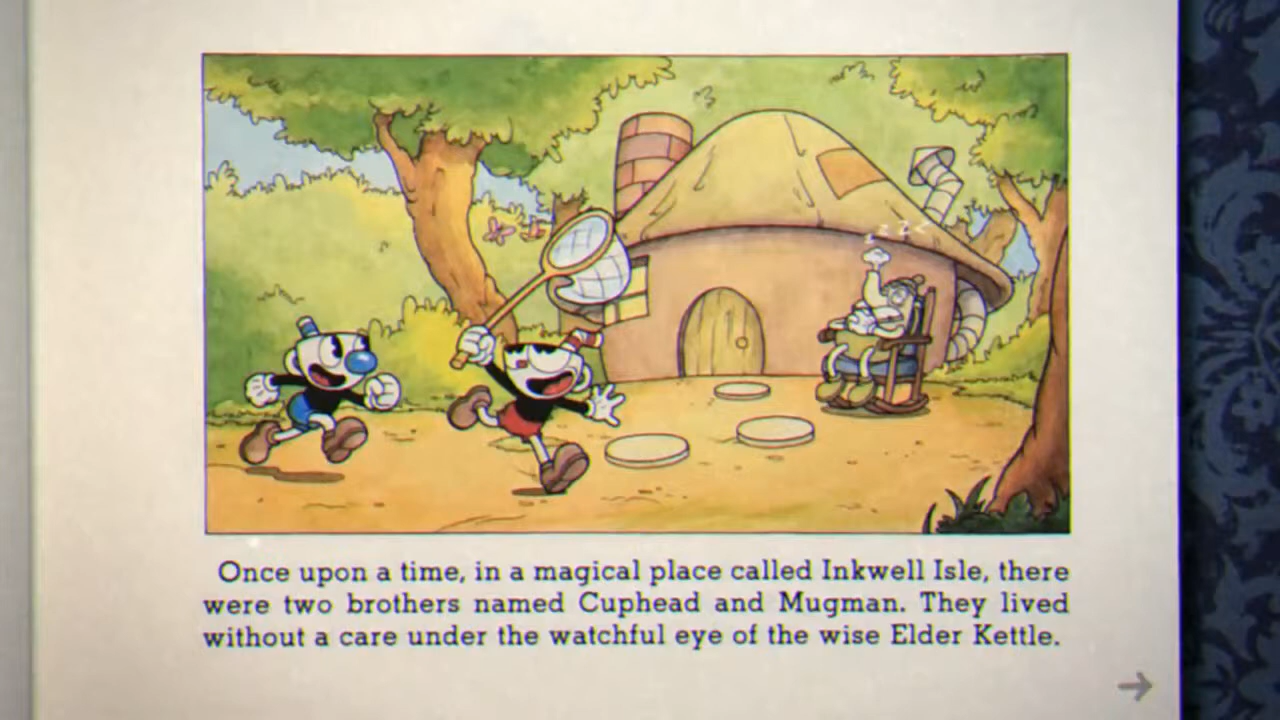 z z z z
Once upon a time, in a magical place called Inkwell Isle, there
were two brothers named Cuphead and Mugman. They lived
without a care under the watchful eye of the wise Elder Kettle.